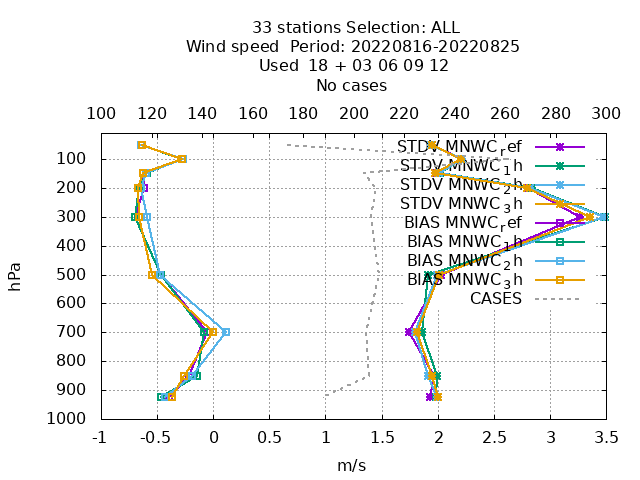 33 stations Selection: ALL
Wind speed  Period: 20220816-20220825
Used  18 + 03 06 09 12
No cases
100 120 140 160 180 200 220 240 260 280 300
STDV MNWC_ref
STDV MNWC_1h
STDV MNWC_2h
STDV MNWC_3h
BIAS MNWC_ref
BIAS MNWC_1h
BIAS MNWC_2h
BIAS MNWC_3h
CASES
hPa
100
200
300
400
500
600
700
800
900
1000
-1 -0.5 0 0.5 1 1.5 2 2.5 3 3.5
m/s